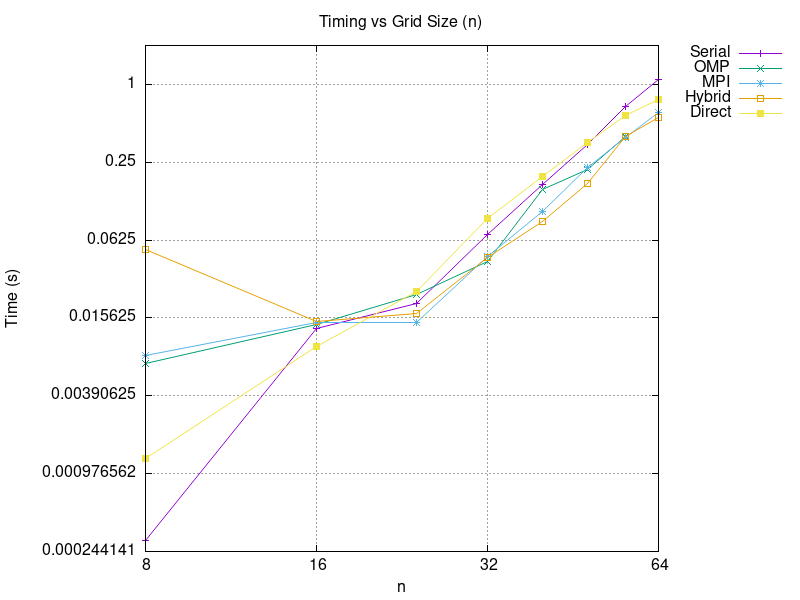 Timing vs Grid Size (n)
Serial
OMP
MPI
Hybrid
Direct
1
0.25
0.0625
0.015625
0.00390625
0.000976562
0.000244141
Time (s)
8
16
32
64
n